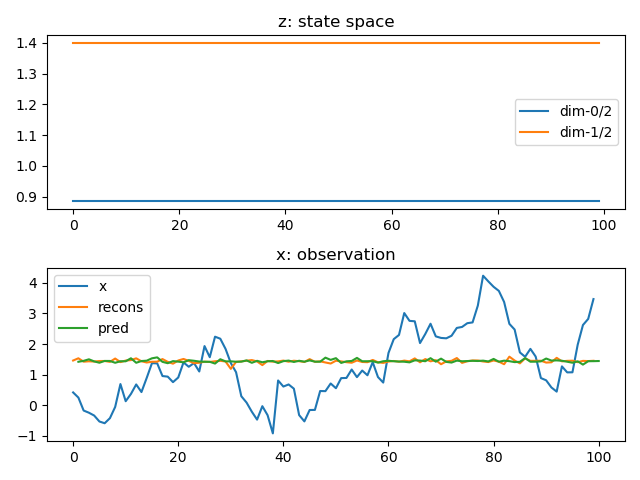 z: state space
1.4
1.3
1.2
1.1
1.0
0.9
dim-0/2
dim-1/2
0 20 40 60 80 100
x: observation
4
3
2
1
0
−1
x
recons
pred
0 20 40 60 80 100